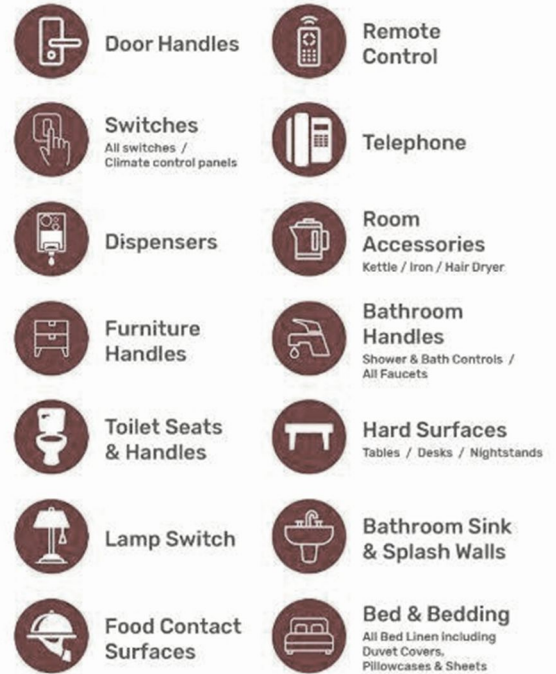 Door Handles
Remote
Control
Switches
All switches /
Climate control panels
Telephone
Dispensers
Room
Accessories
Kettle / Iron / Hair Dryer
Furniture
Handles
Bathroom
Handles
Shower & Bath Controls /
All Faucets
Toilet Seats
& Handles
Hard Surfaces
Tables / Desks / Nightstands
Lamp Switch
Bathroom Sink
& Splash Walls
Food Contact
Surfaces
Bed & Bedding
All Bed Linen including
Duvet Covers,
Pillowcases & Sheets